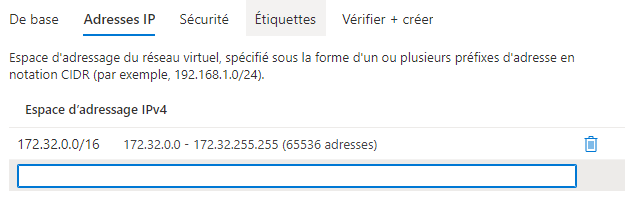 De base Adresses IP Sécurité Étiquettes Vérifier + créer
Espace d'adressage du réseau virtuel, spécifié sous la forme d'un ou plusieurs préfixes d'adresse en
notation CIDR (par exemple, 192.168.1.0/24).
Espace d'adressage IPv4
172.32.0.0/16 172.32.0.0 - 172.32.255.255 (65536 adresses)